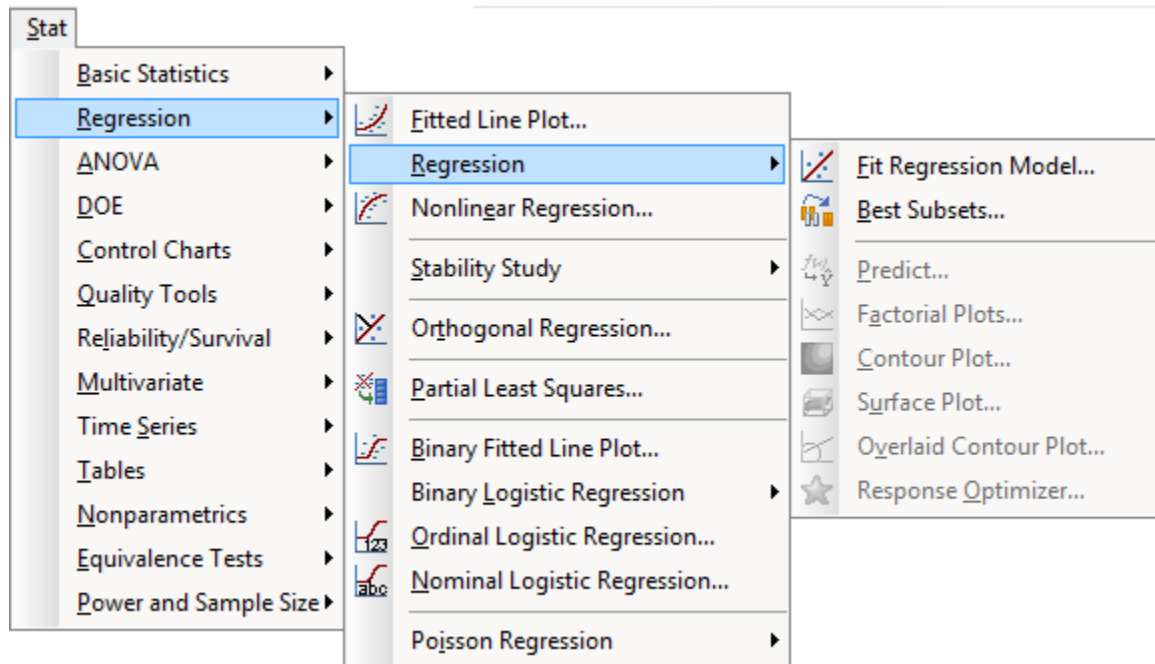 Stat
Basic Statistics
Regression
ANOVA
DOE
Control Charts
Quality Tools
Reliability/Survival
Multivariate
Time Series
Tables
Nonparametrics
Equivalence Tests
Power and Sample Size
Fitted Line Plot...
Regression
Nonlinear Regression...
Stability Study
Orthogonal Regression...
Partial Least Squares...
Binary Fitted Line Plot...
Binary Logistic Regression
123
Ordinal Logistic Regression...
abc
Nominal Logistic Regression...
Poisson Regression
Fit Regression Model...
Best Subsets...
Predict...
Factorial Plots...
Contour Plot...
Surface Plot...
Overlaid Contour Plot...
Response Optimizer...